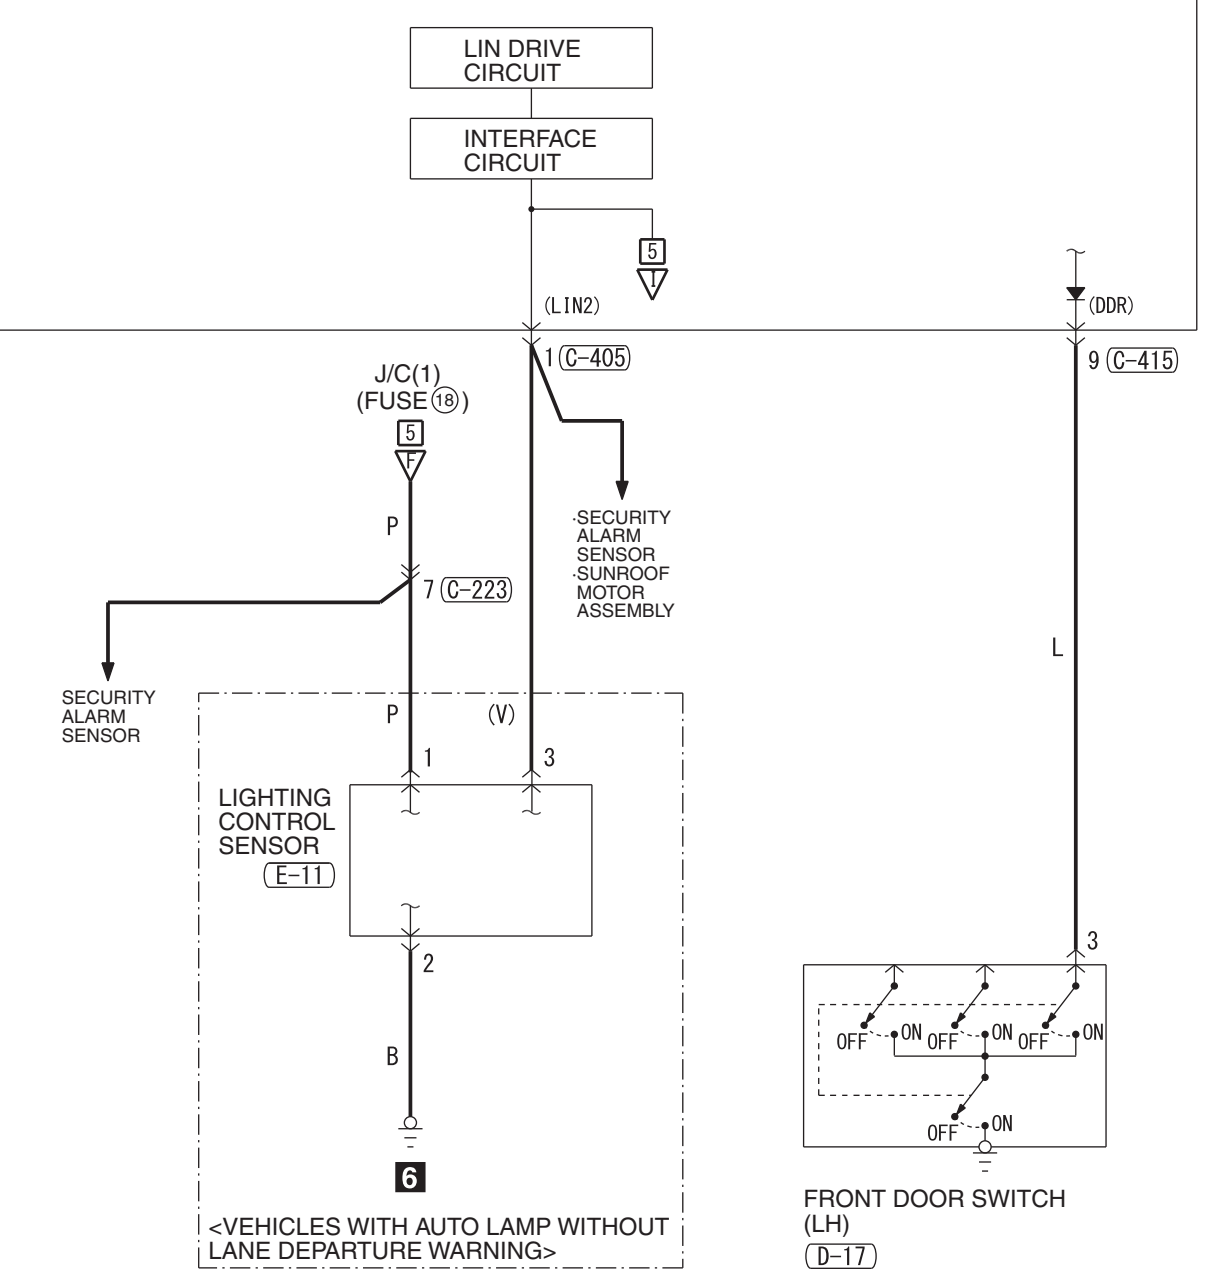 LIN DRIVE
CIRCUIT
INTERFACE
CIRCUIT
5
I
(LIN2)
(DDR)
1 (C-405)
9 (C-415)
J/C(1)
(FUSE 18)
5
F
P
·SECURITY
ALARM
SENSOR
·SUNROOF
MOTOR
ASSEMBLY
7 (C-223)
L
SECURITY
ALARM
SENSOR
P
(V)
1
3
LIGHTING
CONTROL
SENSOR
E-11
2
3
OFF ON OFF ON OFF ON
B
OFF ON
6
<VEHICLES WITH AUTO LAMP WITHOUT
LANE DEPARTURE WARNING>
FRONT DOOR SWITCH
(LH)
D-17